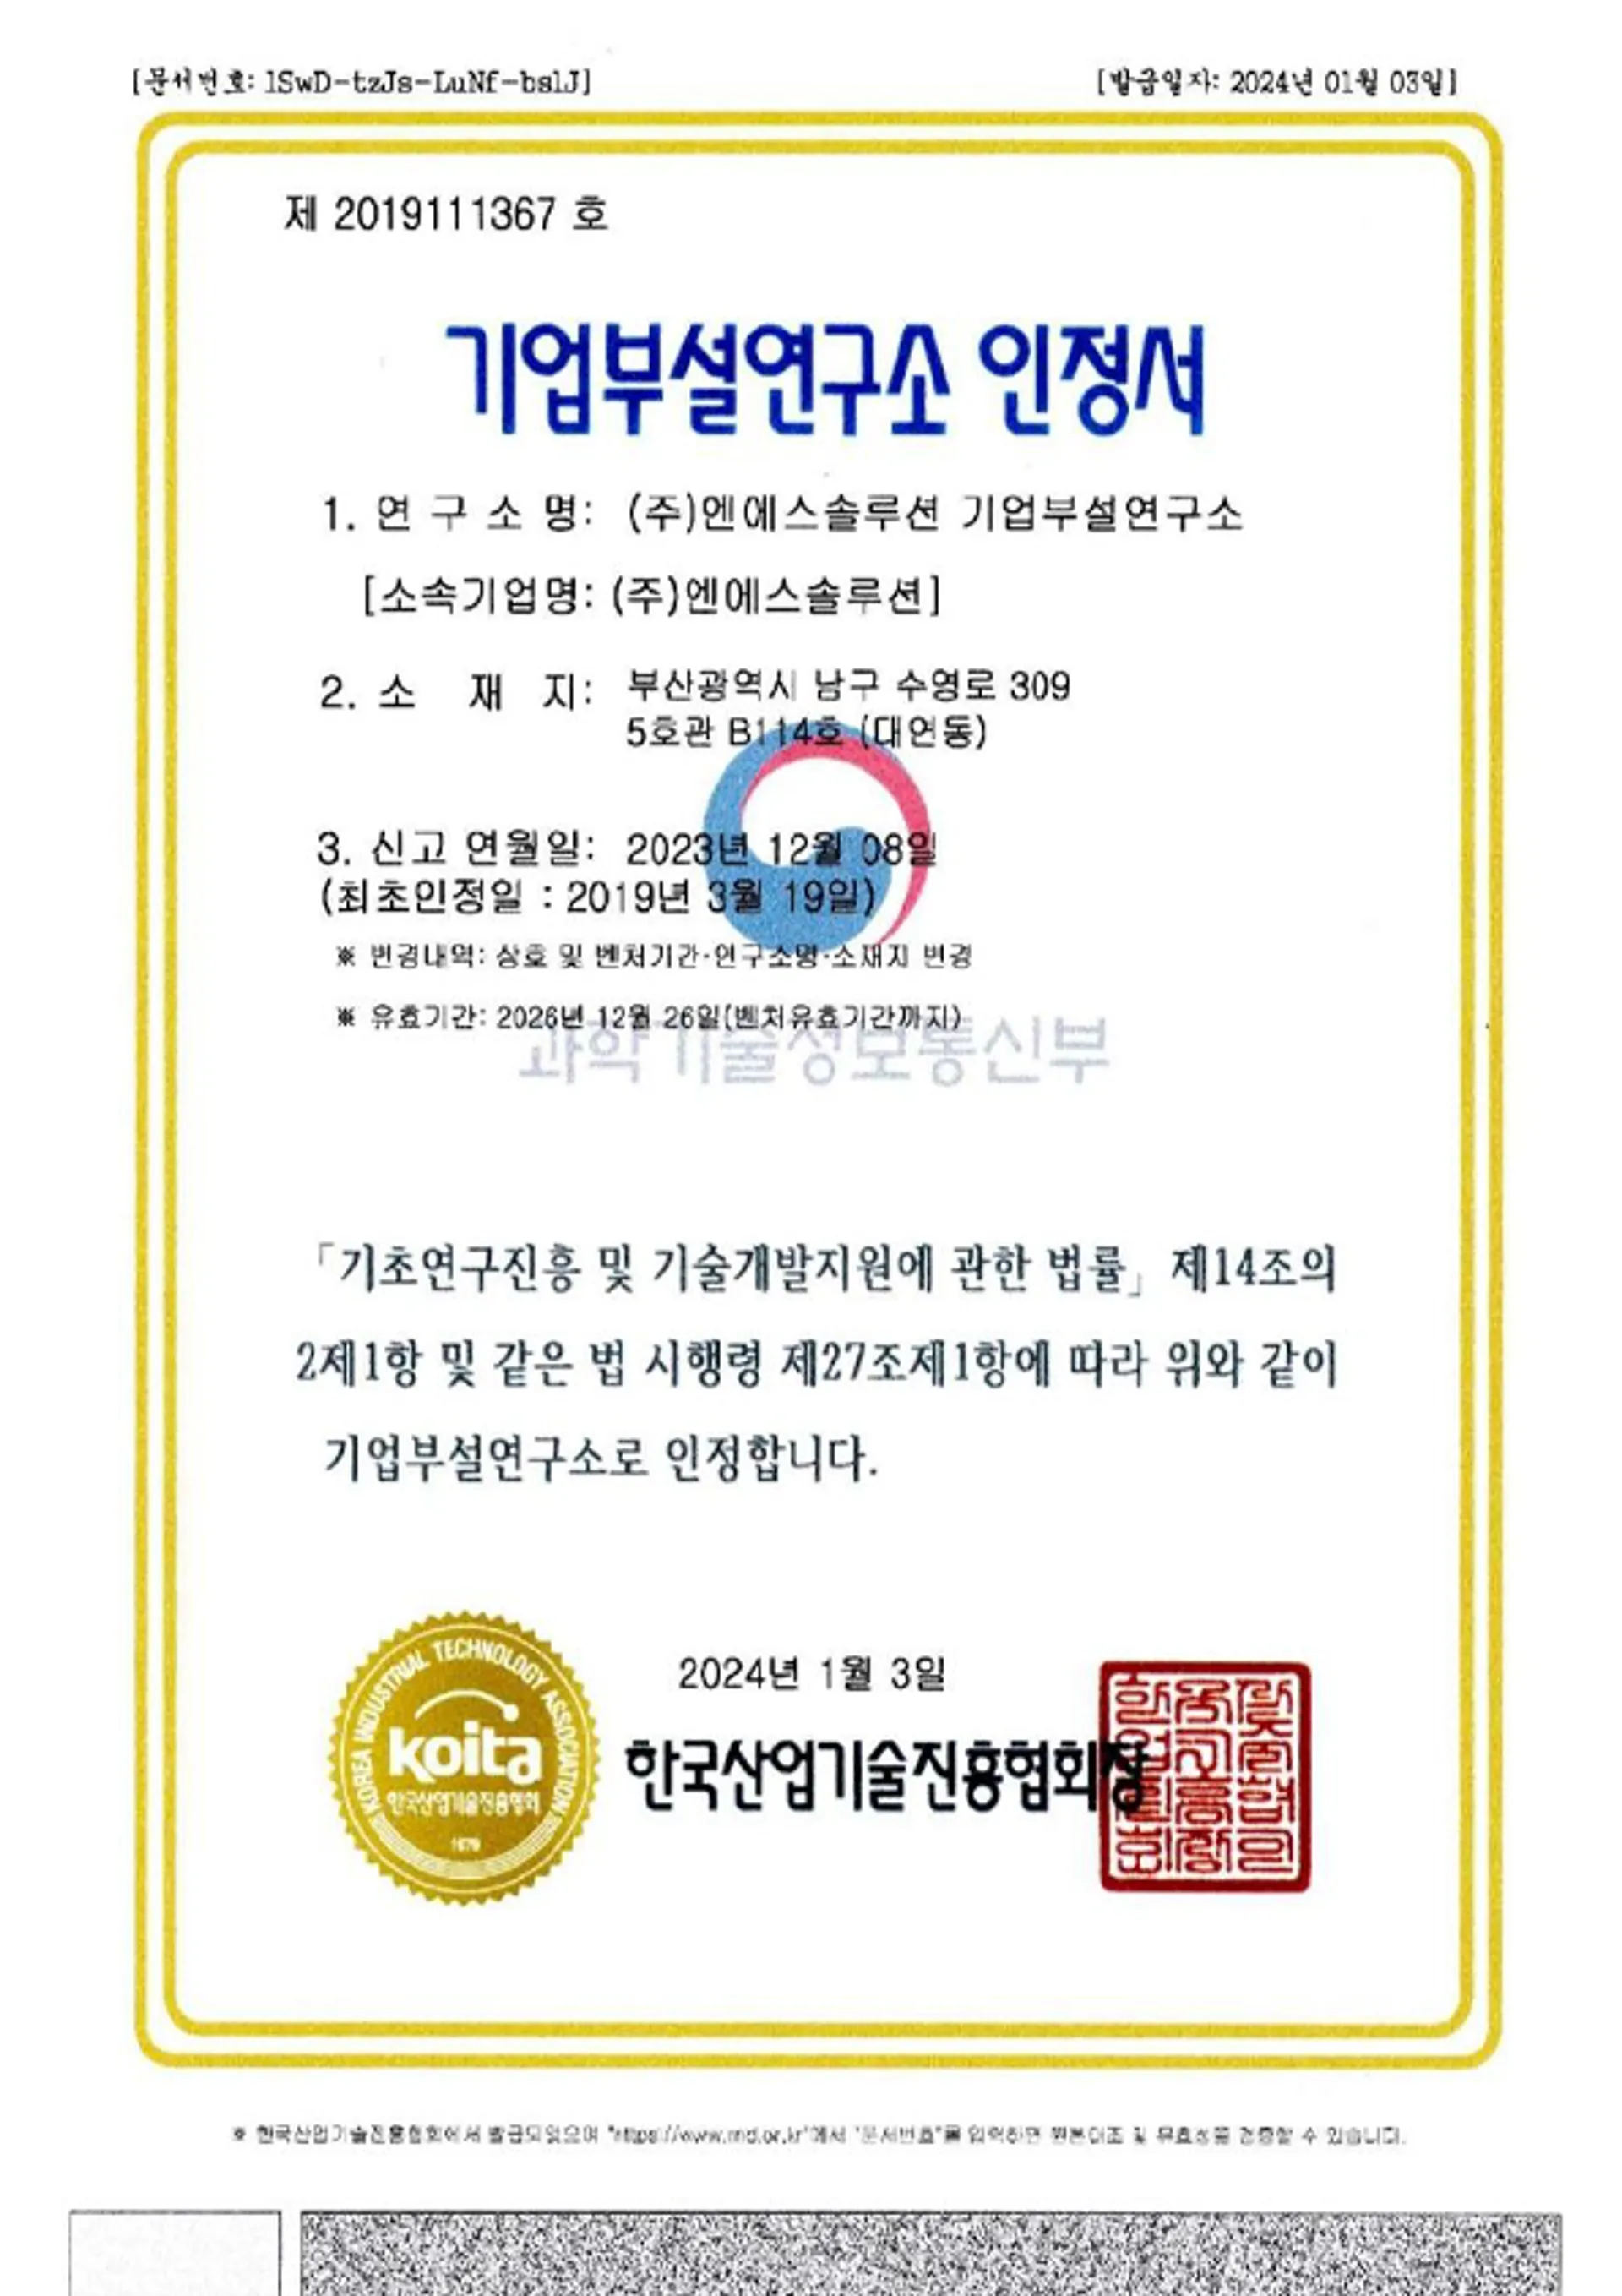 [문서번호: lSwD-tzJs-LuNf-bslJ]
[발급일자: 2024년 01월 03일]
제 2019111367 호
기업부설연구소 인정서
1. 연 구 소 명: (주)엔에스솔루션 기업부설연구소
[소속기업명: (주)엔에스솔루션]
2. 소 재 지: 부산광역시 남구 수영로 309
5호관 B114호 (대연동)
3. 신고 연월일: 2023년 12월 08일
(최초인정일 : 2019년 3월 19일)
※ 변경내역: 상호 및 벤처기간·연구소명·소재지 변경
※ 유효기간: 2026년 12월 26일(벤처유효기간까지)
과학기술정보통신부
「기초연구진흥 및 기술개발지원에 관한 법률」 제14조의
2제1항 및 같은 법 시행령 제27조제1항에 따라 위와 같이
기업부설연구소로 인정합니다.
2024년 1월 3일
KOREA INDUSTRIAL TECHNOLOGY ASSOCIATION
koita
한국산업기술진흥협회
1979
한국산업기술진흥협회장
※ 한국산업기술진흥협회에서 발급되었으며 "https://www.rnd.or.kr"에서 "문서번호"를 입력하면 원본대조 및 유효성을 검증할 수 있습니다.